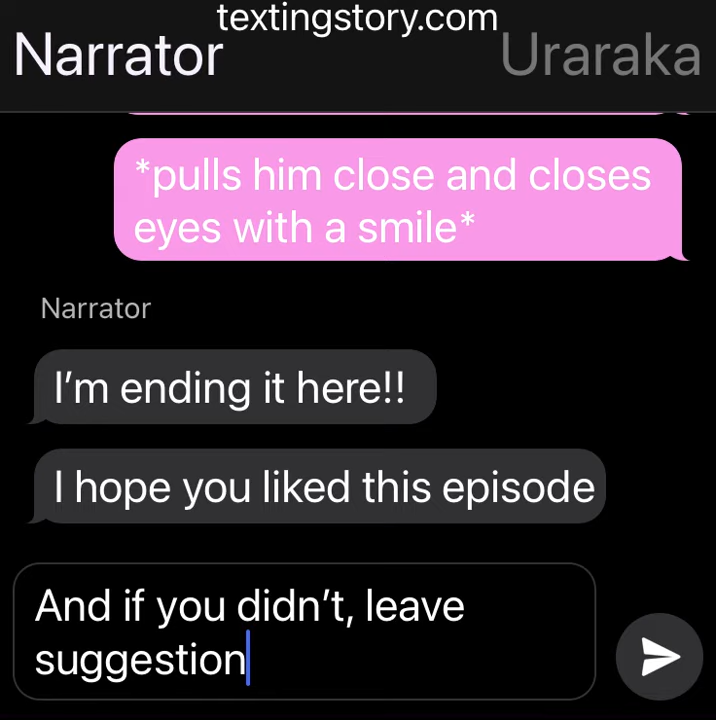 textingstory.com
Narrator
Uraraka
*pulls him close and closes
eyes with a smile*
Narrator
I’m ending it here!!
I hope you liked this episode
And if you didn’t, leave
suggestion